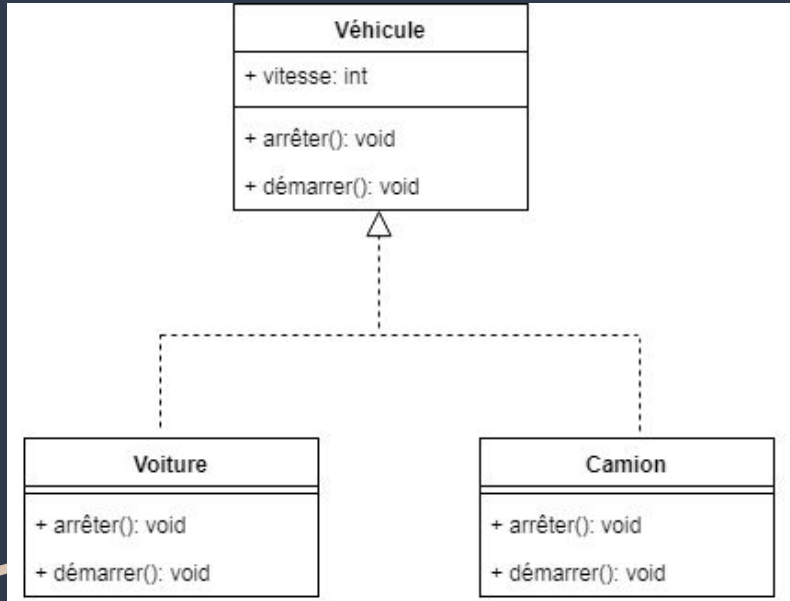 Véhicule
+ vitesse: int
+ arrêter(): void
+ démarrer(): void
Voiture
+ arrêter(): void
+ démarrer(): void
Camion
+ arrêter(): void
+ démarrer(): void